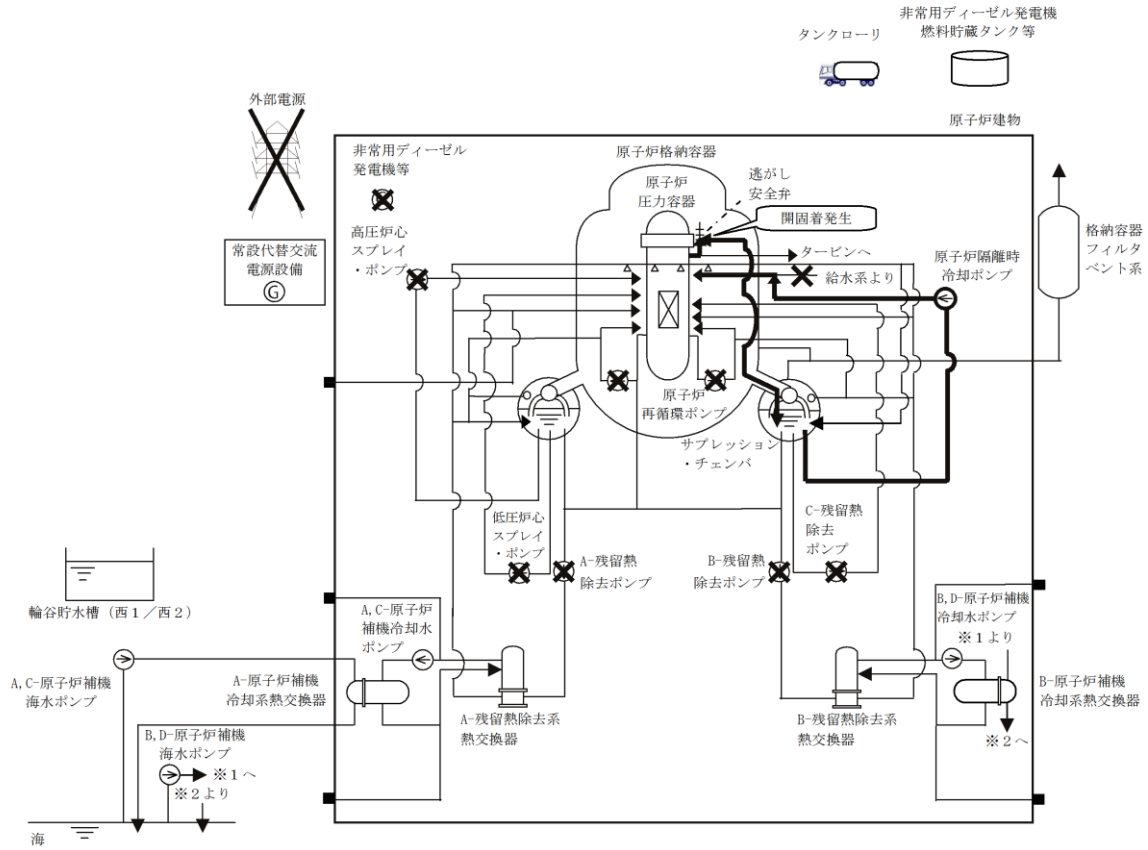 非常用ディーゼル発電機
燃料貯蔵タンク等
タンクローリ
外部電源
原子炉建物
非常用ディーゼル
発電機等
原子炉格納容器
原子炉
圧力容器
逃がし
安全弁
開固着発生
高圧炉心
スプレイ
・ポンプ
常設代替交流
電源設備
G
タービンへ
給水系より
原子炉隔離時
冷却ポンプ
格納容器
フィルタ
ベント系
原子炉
再循環ポンプ
サプレッション
・チェンバ
低圧炉心
スプレイ
・ポンプ
A-残留熱
除去ポンプ
B-残留熱
除去ポンプ
C-残留熱
除去
ポンプ
輪谷貯水槽（西1／西2）
A,C-原子炉
補機冷却水
ポンプ
B,D-原子炉補機
冷却水ポンプ
※1より
A,C-原子炉補機
海水ポンプ
A-原子炉補機
冷却系熱交換器
A-残留熱除去系
熱交換器
B-残留熱除去系
熱交換器
B-原子炉補機
冷却系熱交換器
※2へ
B,D-原子炉補機
海水ポンプ
※1へ
※2より
海